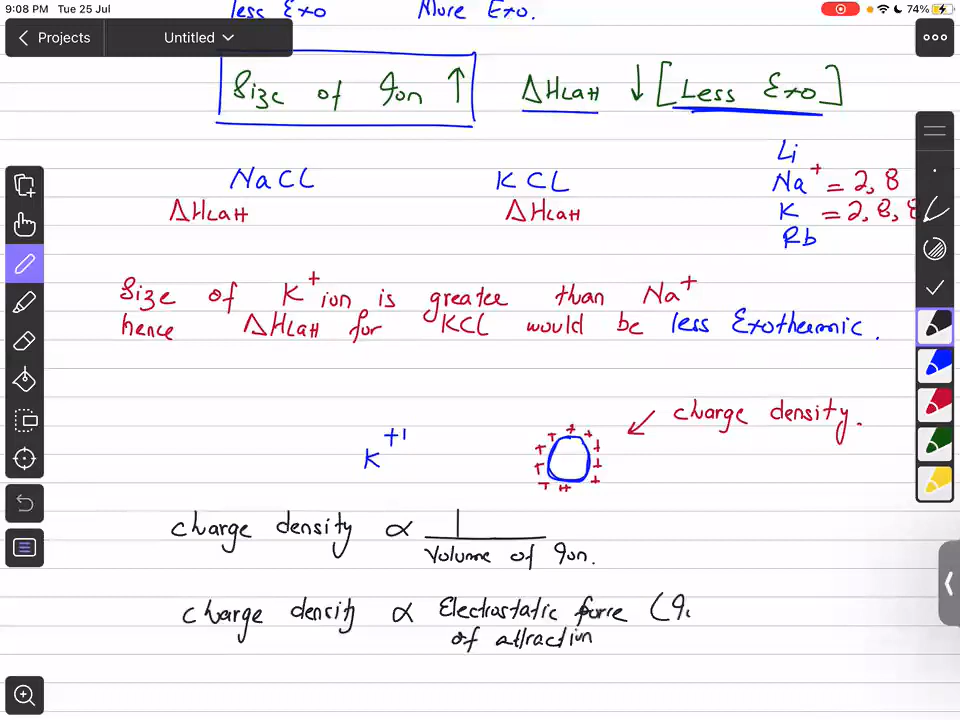 9:08 PM Tue 25 Jul
74%
less Exo More Exo.
Projects Untitled
Size of Ion ↑ ΔHLatt ↓ [Less Exo]
Li
NaCL KCL Na+ = 2, 8
ΔHLatt ΔHLatt K = 2, 8, 8
Rb
Size of K+ ion is greater than Na+
hence ΔHLatt for KCL would be less Exothermic.
charge density.
K+1
charge density ∝ 1
Volume of Ion.
charge density ∝ Electrostatic force (
of attraction